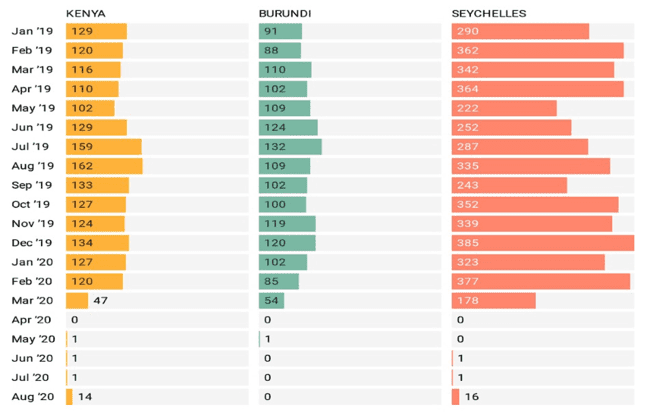 KENYA BURUNDI SEYCHELLES
Jan '19 129 91 290
Feb '19 120 88 362
Mar '19 116 110 342
Apr '19 110 102 364
May '19 102 109 222
Jun '19 129 124 252
Jul '19 159 132 287
Aug '19 162 109 335
Sep '19 133 102 243
Oct '19 127 100 352
Nov '19 124 119 339
Dec '19 134 120 385
Jan '20 127 102 323
Feb '20 120 85 377
Mar '20 47 54 178
Apr '20 0 0 0
May '20 1 1 0
Jun '20 1 0 1
Jul '20 1 0 1
Aug '20 14 0 16